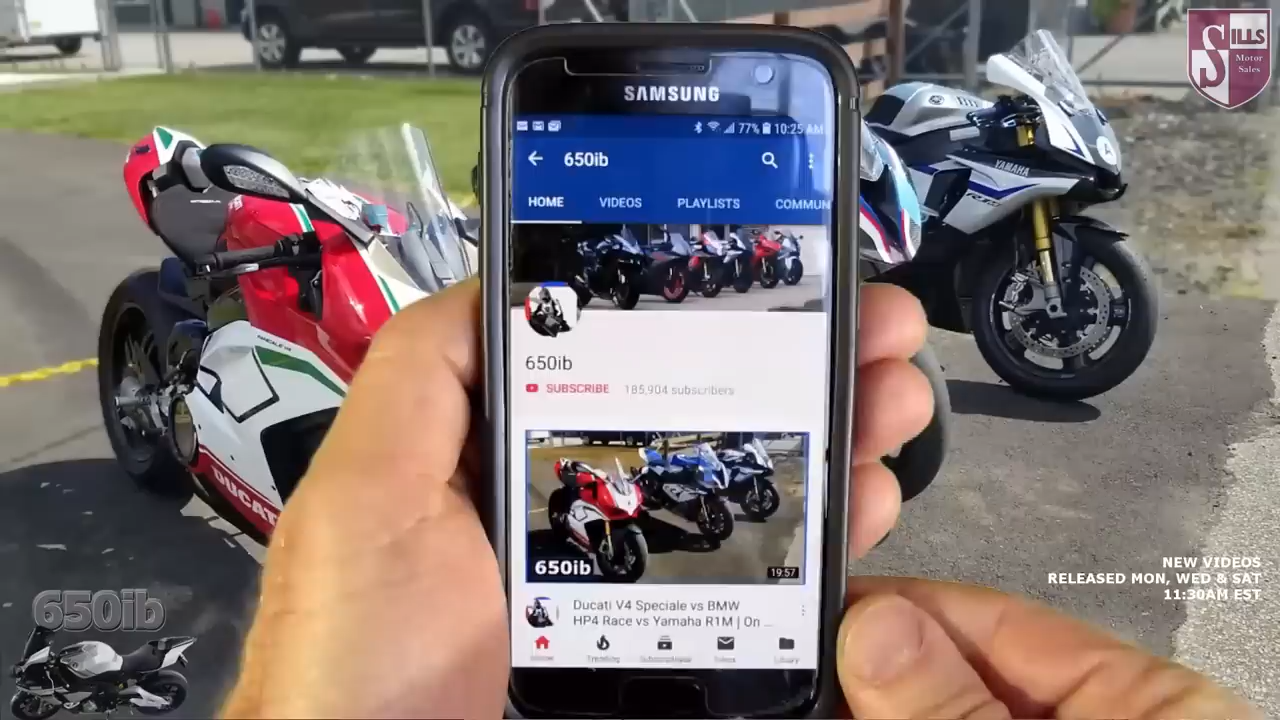 SILLS
Motor
Sales
SAMSUNG
77% 10:25 AM
650ib
HOME VIDEOS PLAYLISTS COMMUN
YAMAHA
650ib
SUBSCRIBE 185,904 subscribers
DUCATI
650ib
19:57
Ducati V4 Speciale vs BMW
HP4 Race vs Yamaha R1M | On ...
Home Trending Subscriptions Inbox Library
NEW VIDEOS
RELEASED MON, WED & SAT
11:30AM EST
650ib